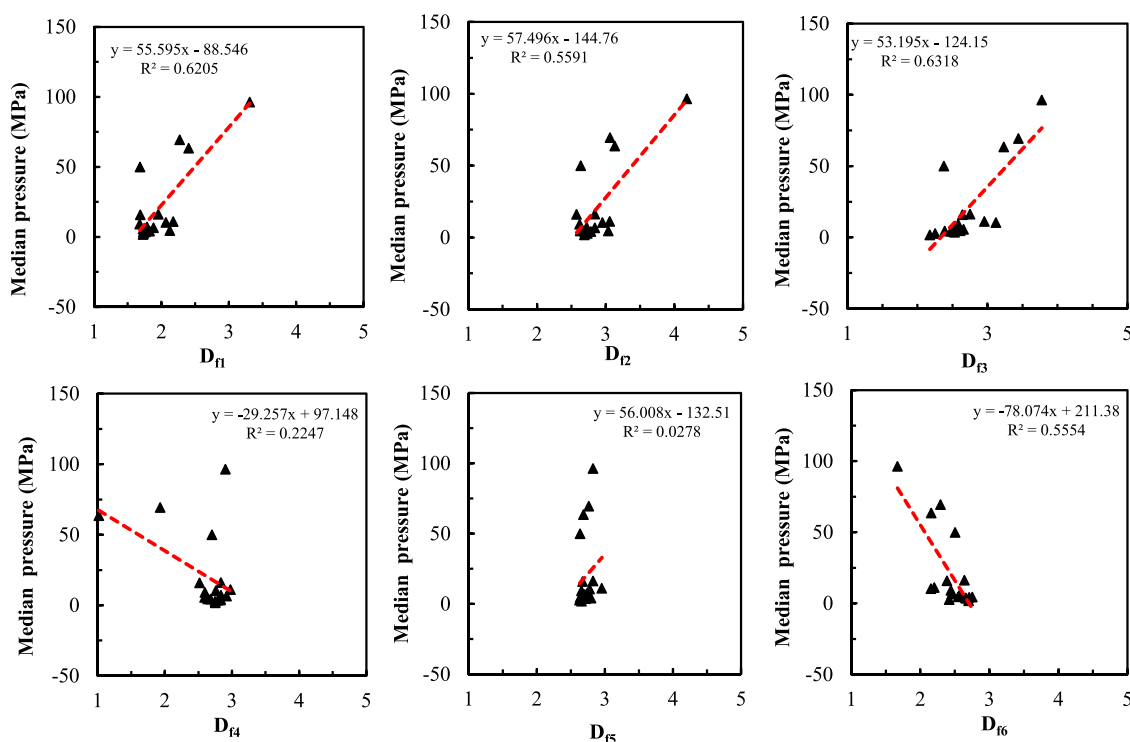 Median pressure (MPa)
150
100
50
0
-50
y = 55.595x - 88.546
R² = 0.6205
1 2 3 4 5
Df1
Median pressure (MPa)
150
100
50
0
-50
y = 57.496x - 144.76
R² = 0.5591
1 2 3 4 5
Df2
Median pressure (MPa)
150
100
50
0
-50
y = 53.195x - 124.15
R² = 0.6318
1 3 5
Df3
Median pressure (MPa)
150
100
50
0
-50
y = -29.257x + 97.148
R² = 0.2247
1 2 3 4 5
Df4
Median pressure (MPa)
150
100
50
0
-50
y = 56.008x - 132.51
R² = 0.0278
1 2 3 4 5
Df5
Median pressure (MPa)
150
100
50
0
-50
y = -78.074x + 211.38
R² = 0.5554
1 2 3 4 5
Df6